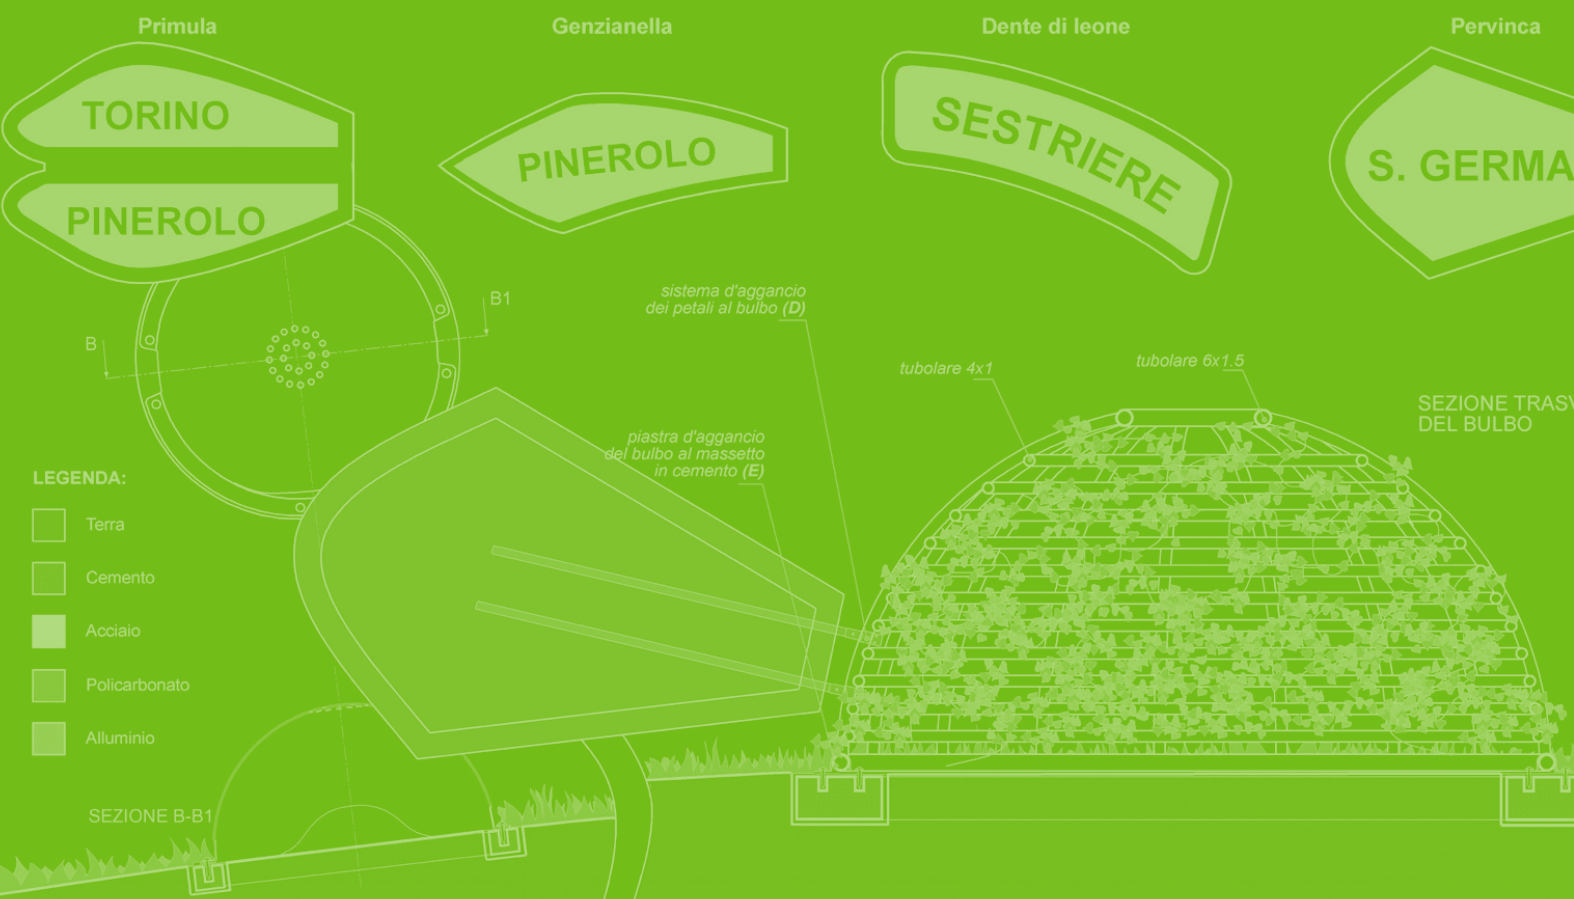 Primula
Genzianella
Dente di leone
Pervinca
TORINO
PINEROLO
PINEROLO
SESTRIERE
S. GERMA
B
B1
sistema d'aggancio
dei petali al bulbo (D)
tubolare 4x1
tubolare 6x1.5
SEZIONE TRASV
DEL BULBO
piastra d'aggancio
del bulbo al massetto
in cemento (E)
LEGENDA:
Terra
Cemento
Acciaio
Policarbonato
Alluminio
SEZIONE B-B1